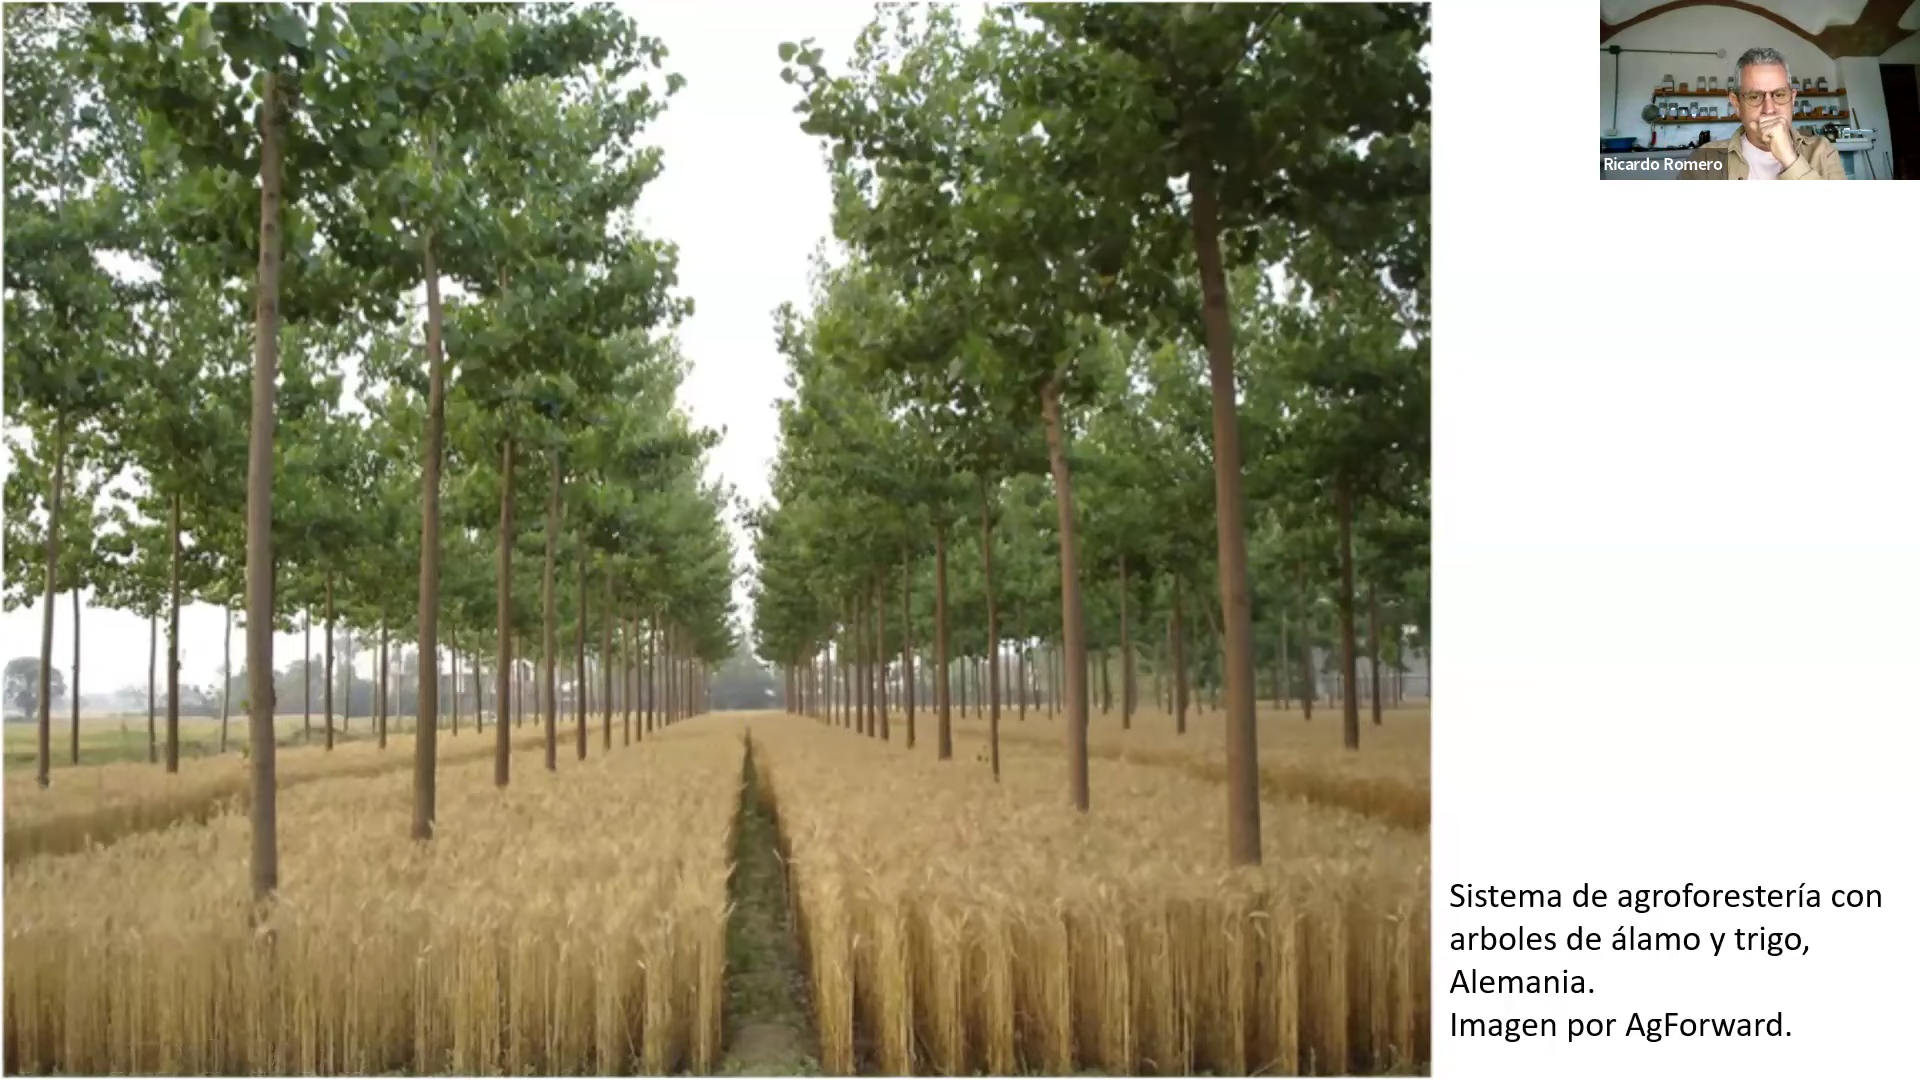 Ricardo Romero
Sistema de agroforestería con
arboles de álamo y trigo,
Alemania.
Imagen por AgForward.